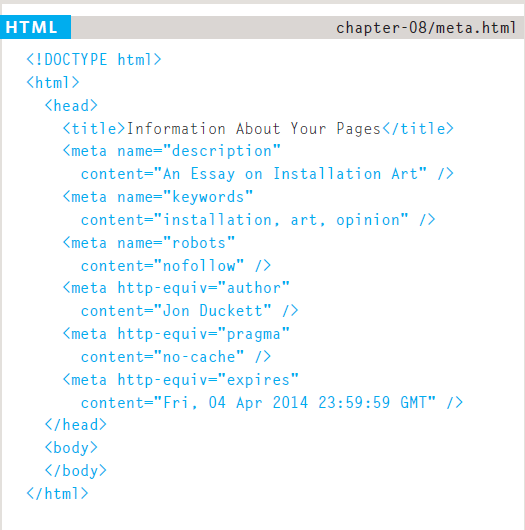 HTML
chapter-08/meta.html
<!DOCTYPE html>
<html>
<head>
<title>Information About Your Pages</title>
<meta name="description"
content="An Essay on Installation Art" />
<meta name="keywords"
content="installation, art, opinion" />
<meta name="robots"
content="nofollow" />
<meta http-equiv="author"
content="Jon Duckett" />
<meta http-equiv="pragma"
content="no-cache" />
<meta http-equiv="expires"
content="Fri, 04 Apr 2014 23:59:59 GMT" />
</head>
<body>
</body>
</html>